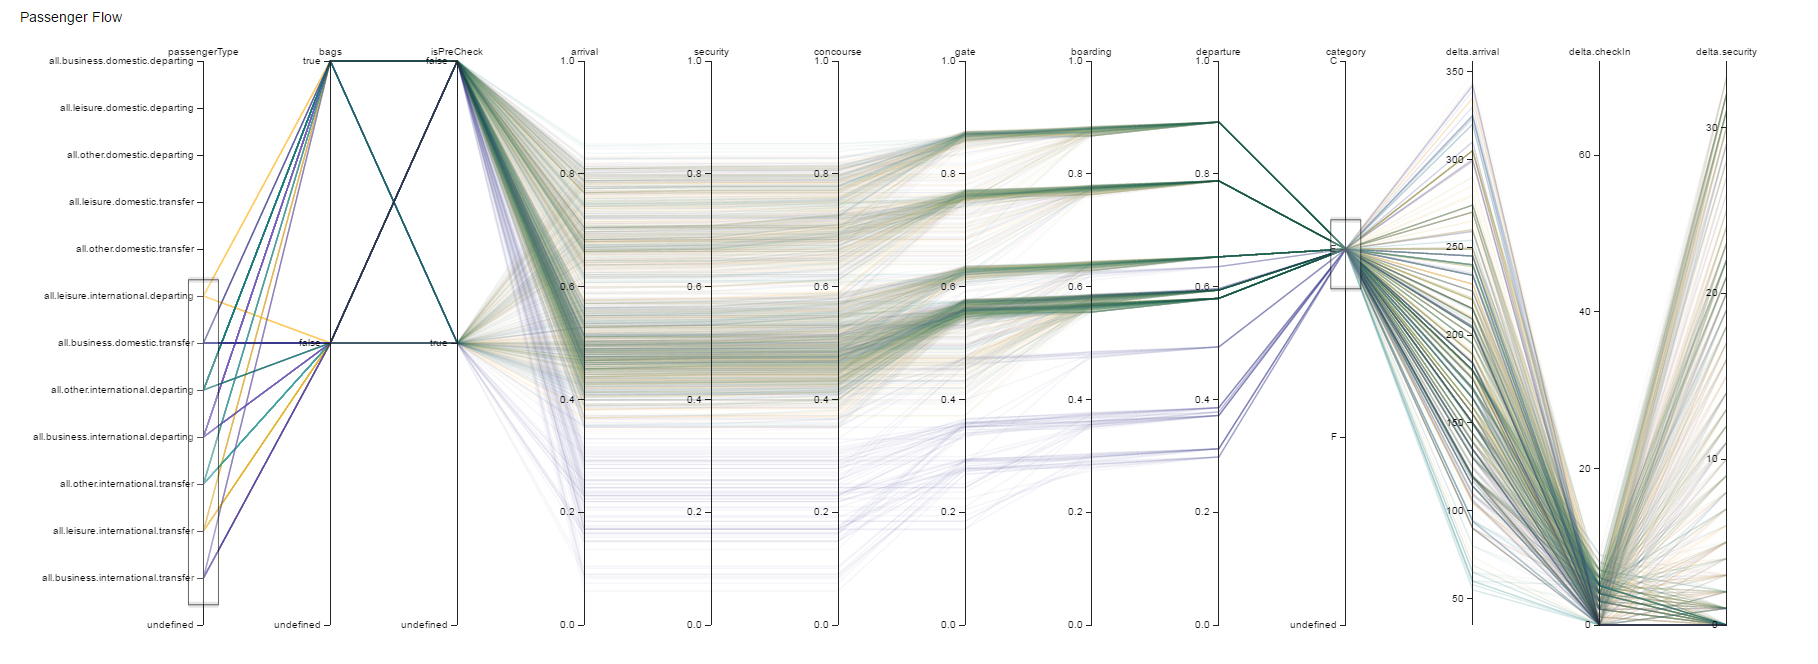 Passenger Flow
passengerType bags isPreCheck arrival security concourse gate boarding departure category delta.arrival delta.checkIn delta.security
all.business.domestic.departing
all.leisure.domestic.departing
all.other.domestic.departing
all.leisure.domestic.transfer
all.other.domestic.transfer
all.leisure.international.departing
all.business.domestic.transfer
all.other.international.departing
all.business.international.departing
all.other.international.transfer
all.leisure.international.transfer
all.business.international.transfer
undefined
true
false
undefined
false
true
undefined
1.0
0.8
0.6
0.4
0.2
0.0
1.0
0.8
0.6
0.4
0.2
0.0
1.0
0.8
0.6
0.4
0.2
0.0
1.0
0.8
0.6
0.4
0.2
0.0
1.0
0.8
0.6
0.4
0.2
0.0
1.0
0.8
0.6
0.4
0.2
0.0
C
F
undefined
350
300
250
200
150
100
50
60
40
20
0
30
20
10
0